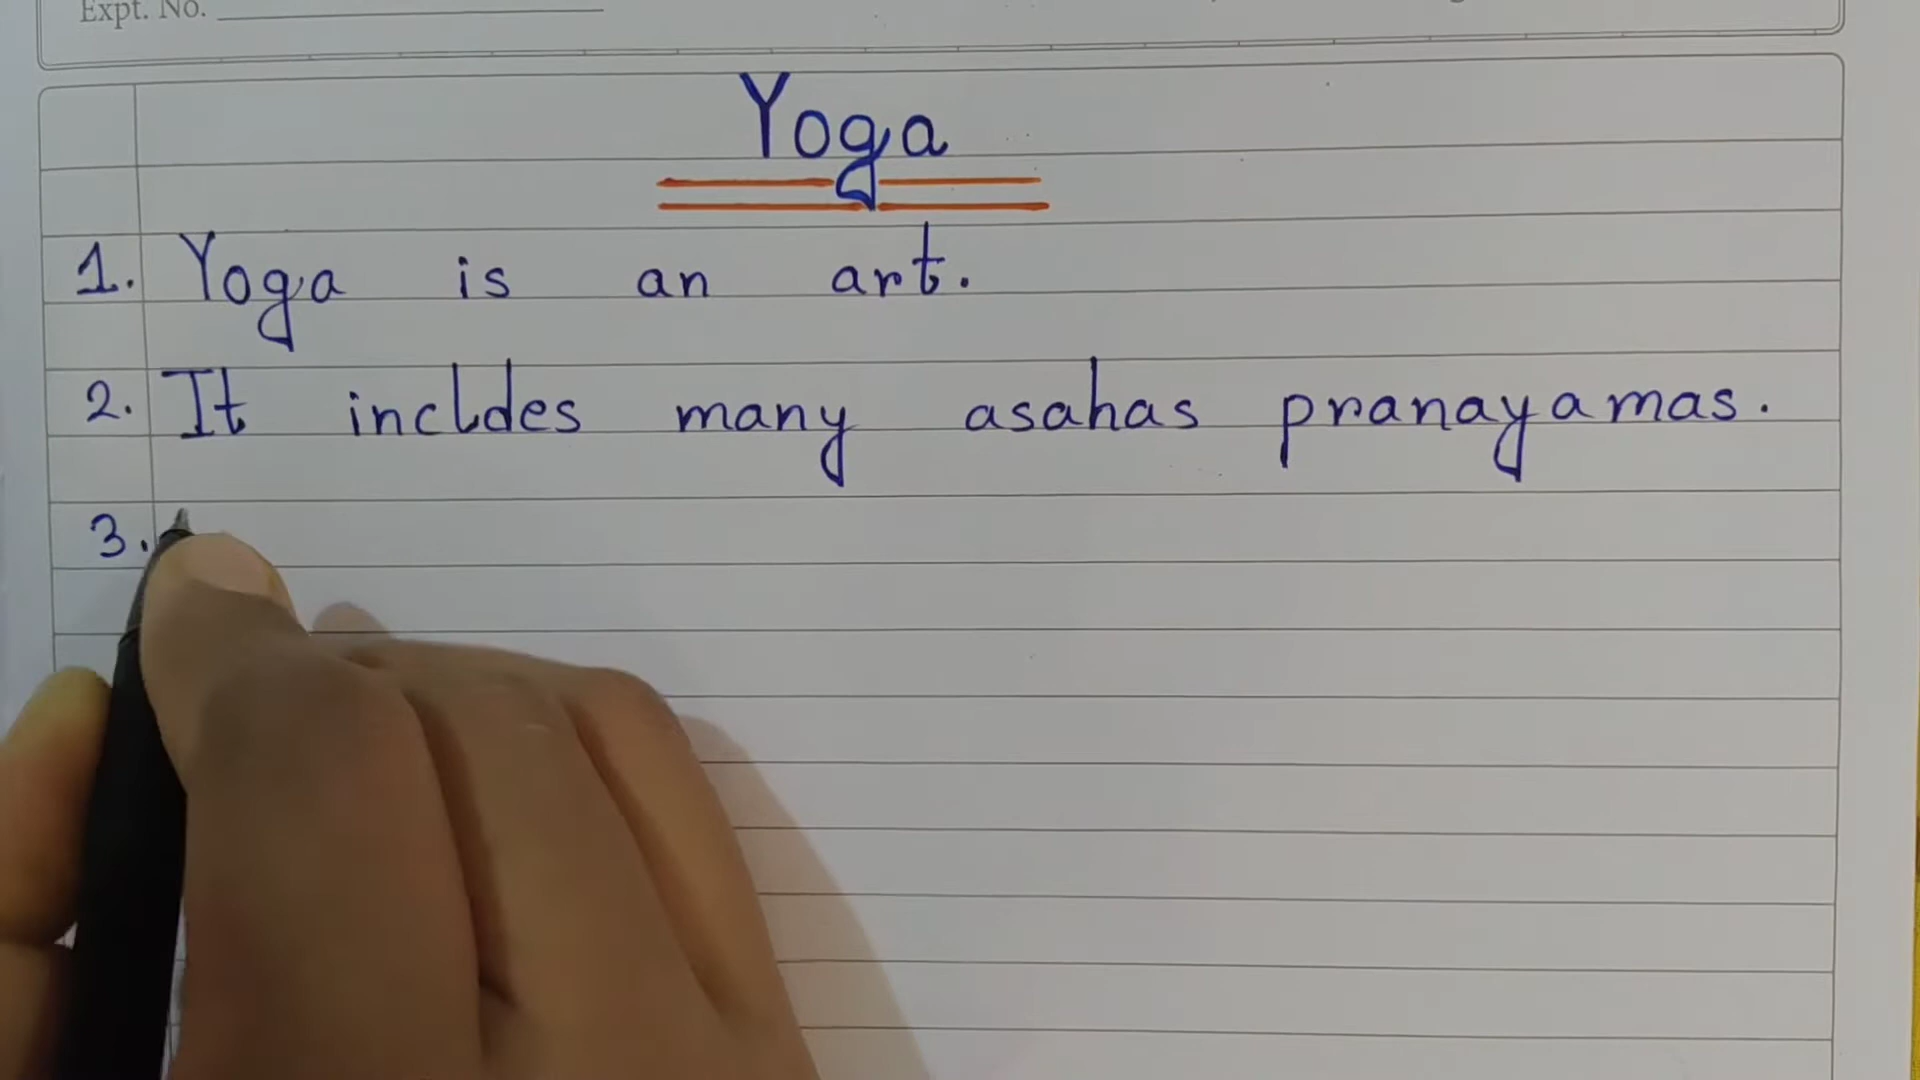 Expt. No.
Yoga
1. Yoga is an art.
2. It incldes many asahas pranayamas.
3.